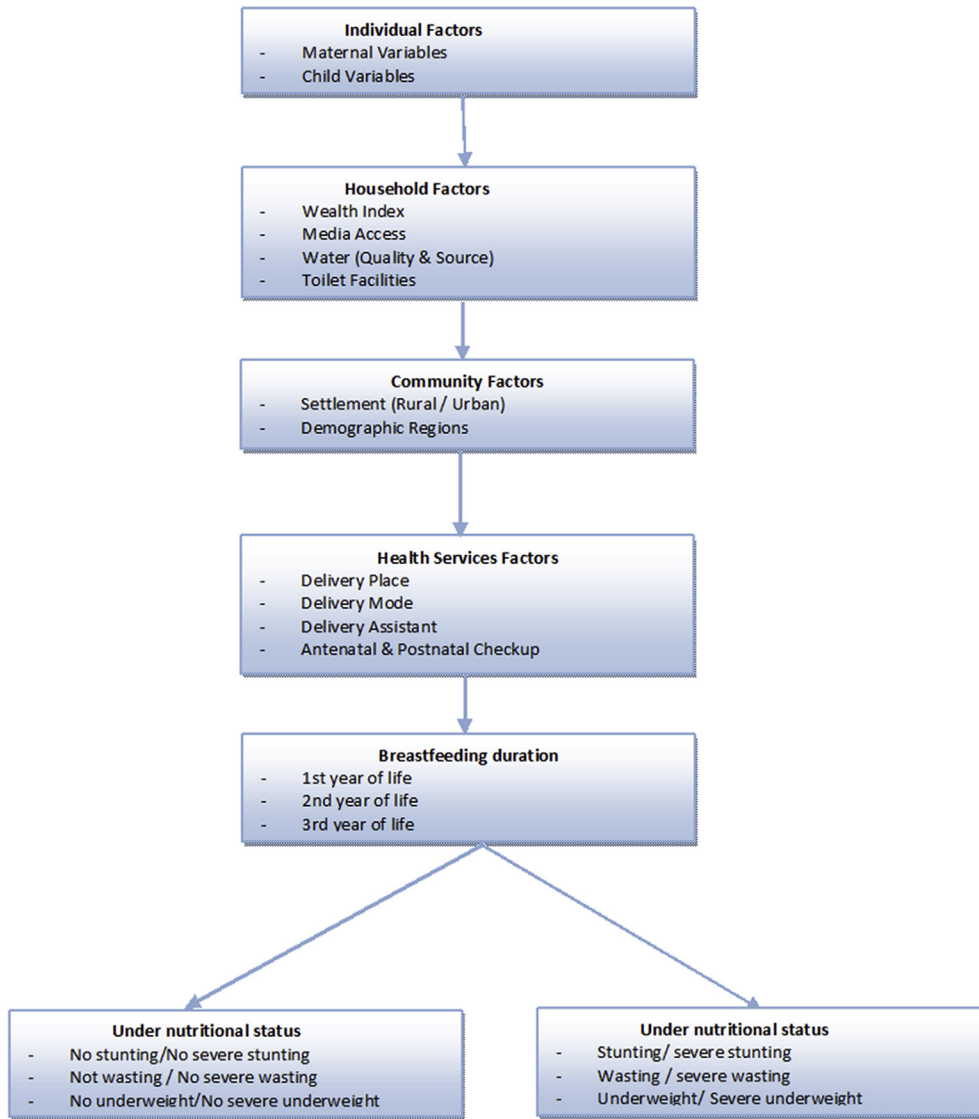 Individual Factors
- Maternal Variables
- Child Variables
Household Factors
- Wealth Index
- Media Access
- Water (Quality & Source)
- Toilet Facilities
Community Factors
- Settlement (Rural / Urban)
- Demographic Regions
Health Services Factors
- Delivery Place
- Delivery Mode
- Delivery Assistant
- Antenatal & Postnatal Checkup
Breastfeeding duration
- 1st year of life
- 2nd year of life
- 3rd year of life
Under nutritional status
- No stunting/No severe stunting
- Not wasting / No severe wasting
- No underweight/No severe underweight
Under nutritional status
- Stunting/ severe stunting
- Wasting / severe wasting
- Underweight/ Severe underweight